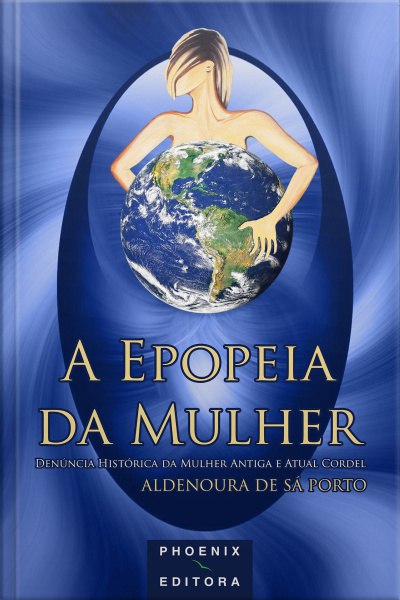 A Epopeia
da Mulher
Denúncia Histórica da Mulher Antiga e Atual Cordel
ALDENOURA DE SÁ PORTO
PHOENIX
EDITORA